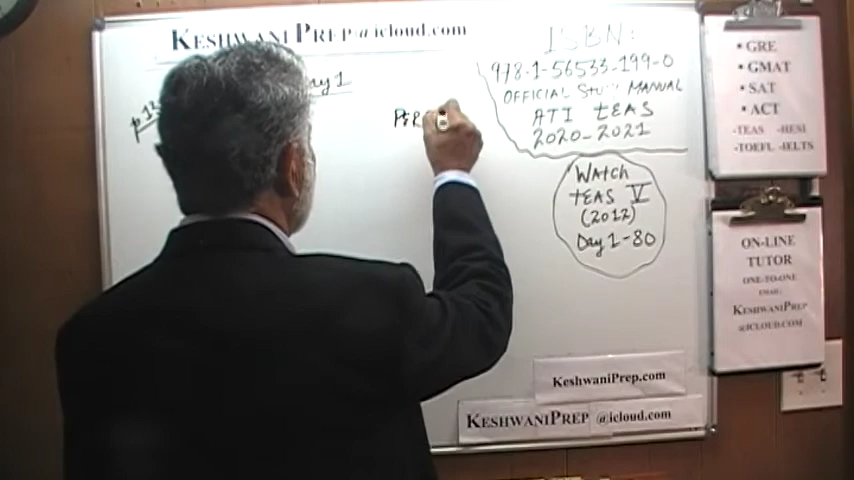 KESHWANIPREP@icloud.com
Day 1
ISBN:
978-1-56533-199-0
OFFICIAL STUDY MANUAL
ATI TEAS
2020-2021
WATCH
TEAS V
(2012)
Day 1-80
KeshwaniPrep.com
KESHWANIPREP @icloud.com
• GRE
• GMAT
• SAT
• ACT
-TEAS -HESI
-TOEFL -IELTS
ON-LINE
TUTOR
ONE-TO-ONE
EMAIL:
KESHWANIPREP
@ICLOUD.COM